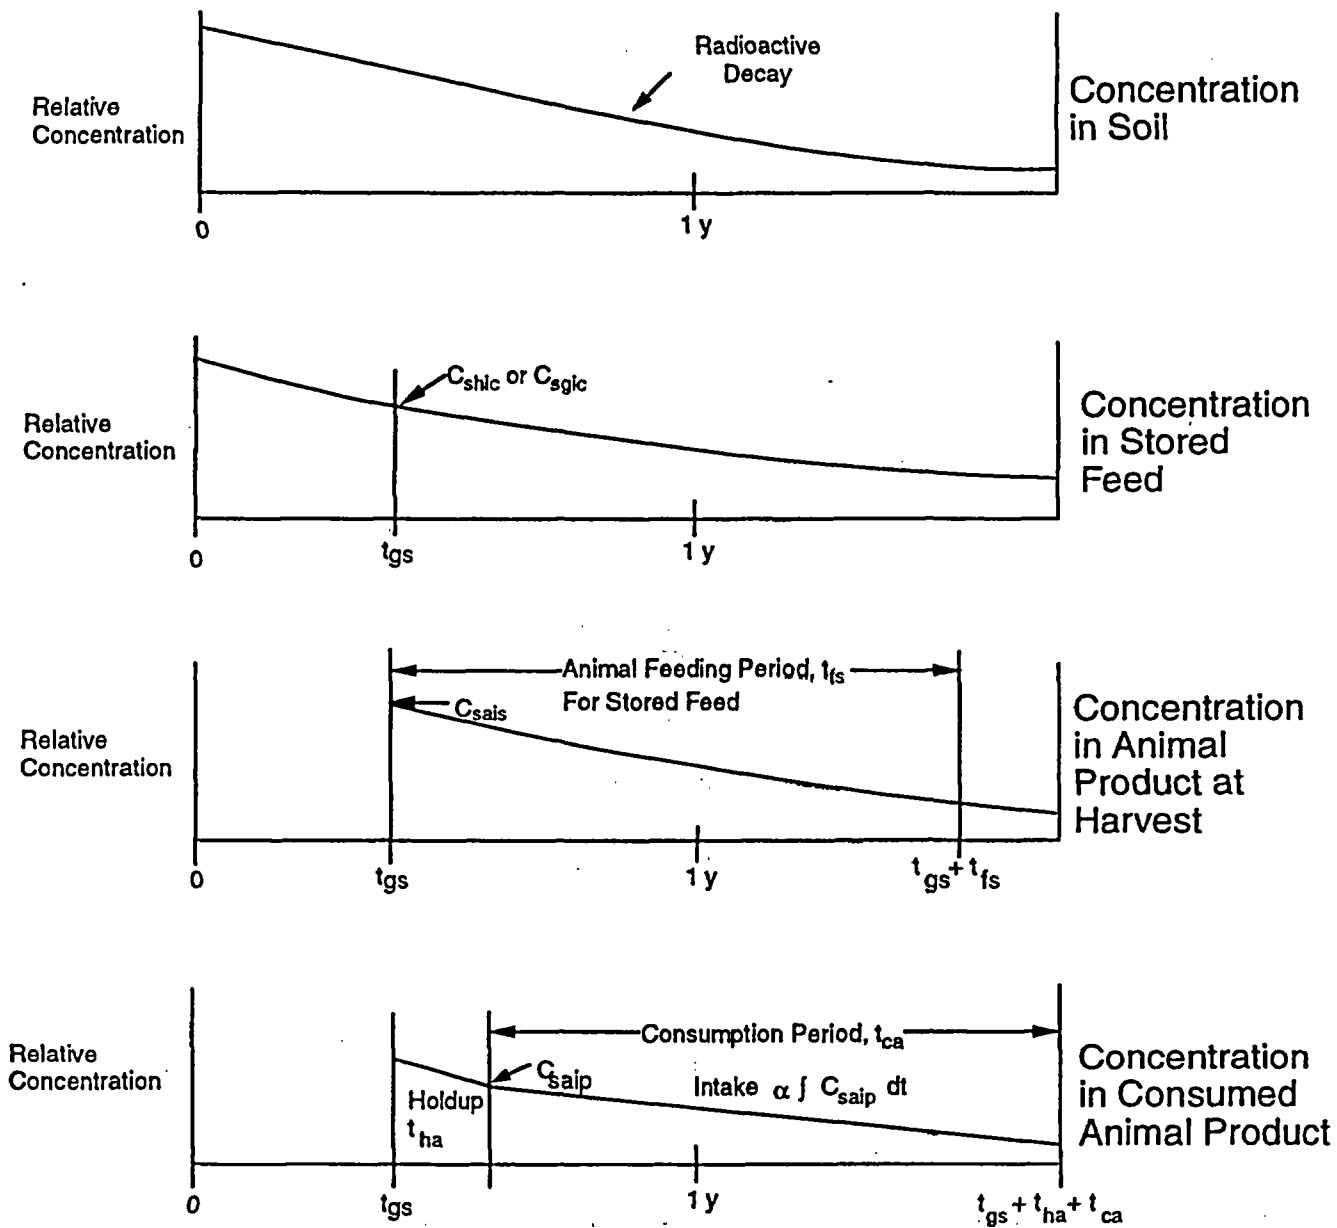 Radioactive
Decay
Relative
Concentration
Concentration
in Soil
0
1 y
C_shic or C_sgic
Relative
Concentration
Concentration
in Stored
Feed
0
t_gs
1 y
Animal Feeding Period, t_fs
For Stored Feed
C_sais
Relative
Concentration
Concentration
in Animal
Product at
Harvest
0
t_gs
1 y
t_gs + t_fs
Consumption Period, t_ca
Relative
Concentration
C_saip
Intake α ∫ C_saip dt
Holdup
t_ha
Concentration
in Consumed
Animal Product
0
t_gs
1 y
t_gs + t_ha + t_ca